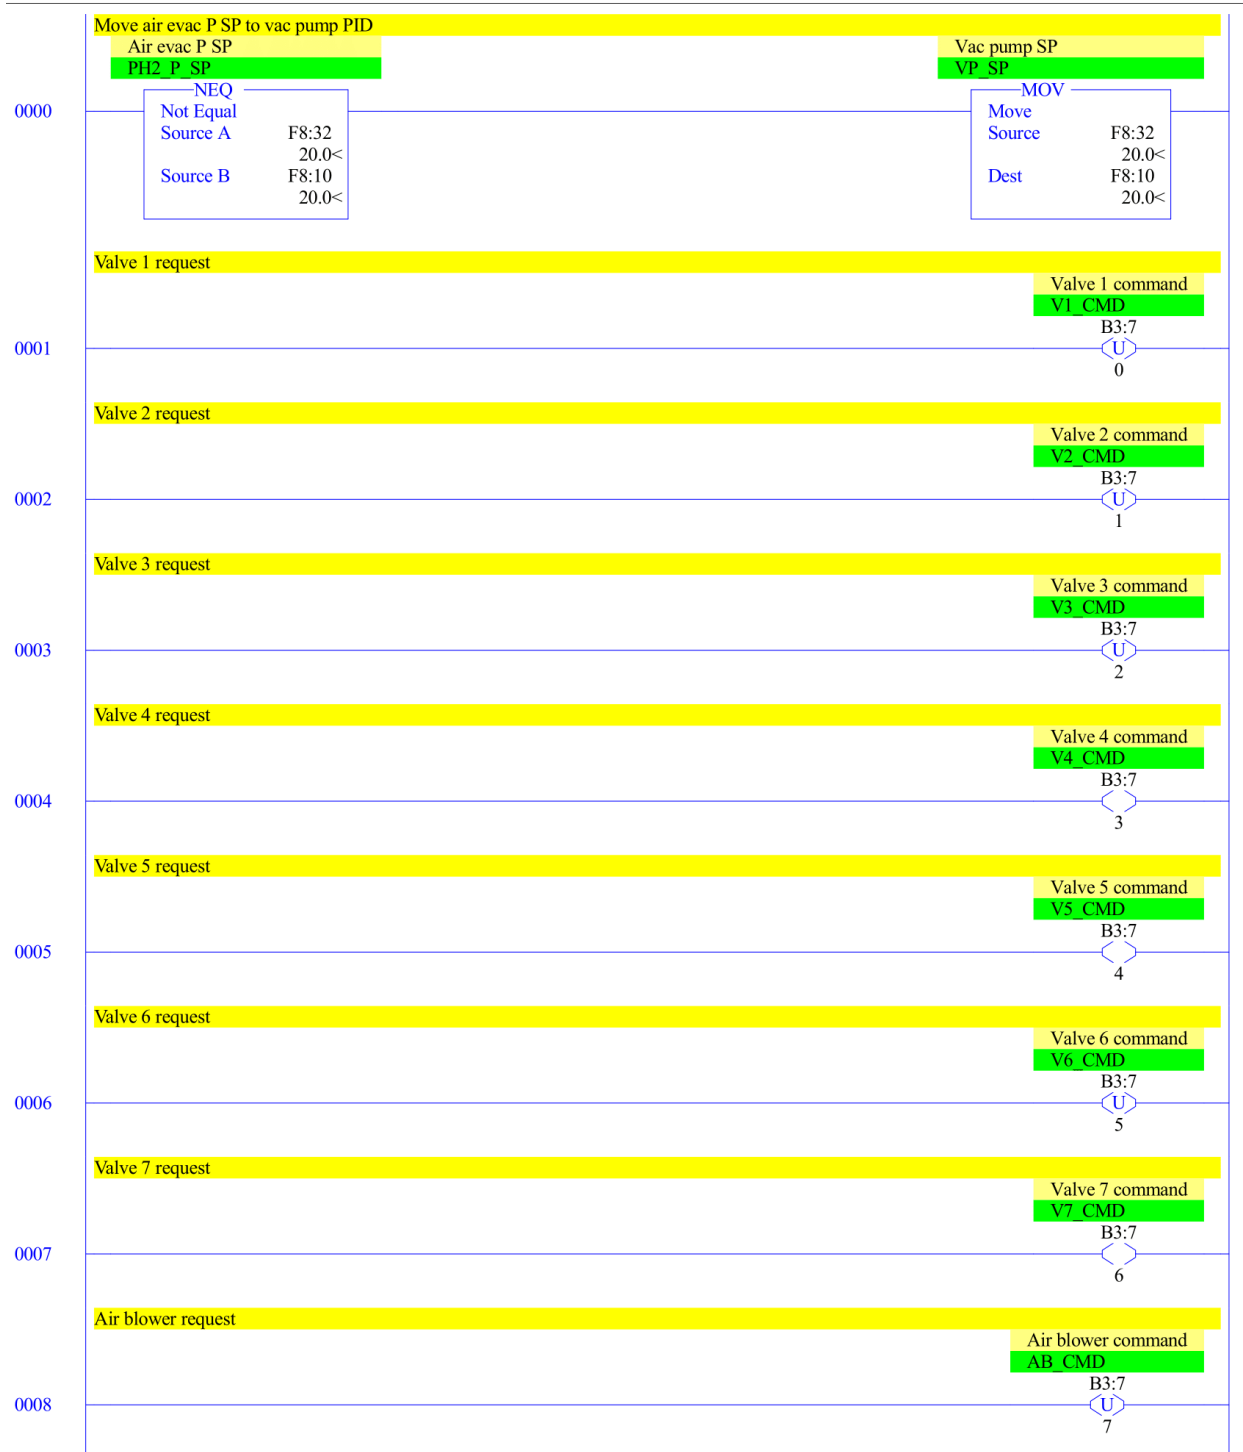 Move air evac P SP to vac pump PID
Air evac P SP
PH2_P_SP
Vac pump SP
VP_SP
0000
NEQ
Not Equal
Source A F8:32
20.0<
Source B F8:10
20.0<
MOV
Move
Source F8:32
20.0<
Dest F8:10
20.0<
Valve 1 request
Valve 1 command
V1_CMD
B3:7
0001
U
0
Valve 2 request
Valve 2 command
V2_CMD
B3:7
0002
U
1
Valve 3 request
Valve 3 command
V3_CMD
B3:7
0003
U
2
Valve 4 request
Valve 4 command
V4_CMD
B3:7
0004
3
Valve 5 request
Valve 5 command
V5_CMD
B3:7
0005
4
Valve 6 request
Valve 6 command
V6_CMD
B3:7
0006
U
5
Valve 7 request
Valve 7 command
V7_CMD
B3:7
0007
6
Air blower request
Air blower command
AB_CMD
B3:7
0008
U
7